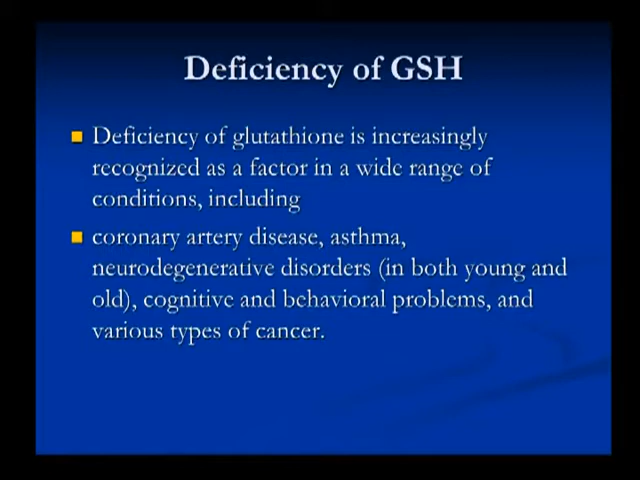 Deficiency of GSH
Deficiency of glutathione is increasingly
recognized as a factor in a wide range of
conditions, including
coronary artery disease, asthma,
neurodegenerative disorders (in both young and
old), cognitive and behavioral problems, and
various types of cancer.